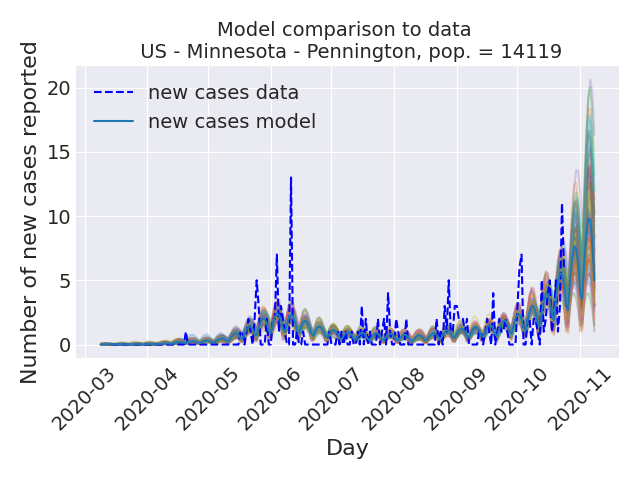 Model comparison to data
US - Minnesota - Pennington, pop. = 14119
Number of new cases reported
20
15
10
5
0
new cases data
new cases model
2020-03
2020-04
2020-05
2020-06
2020-07
2020-08
2020-09
2020-10
2020-11
Day